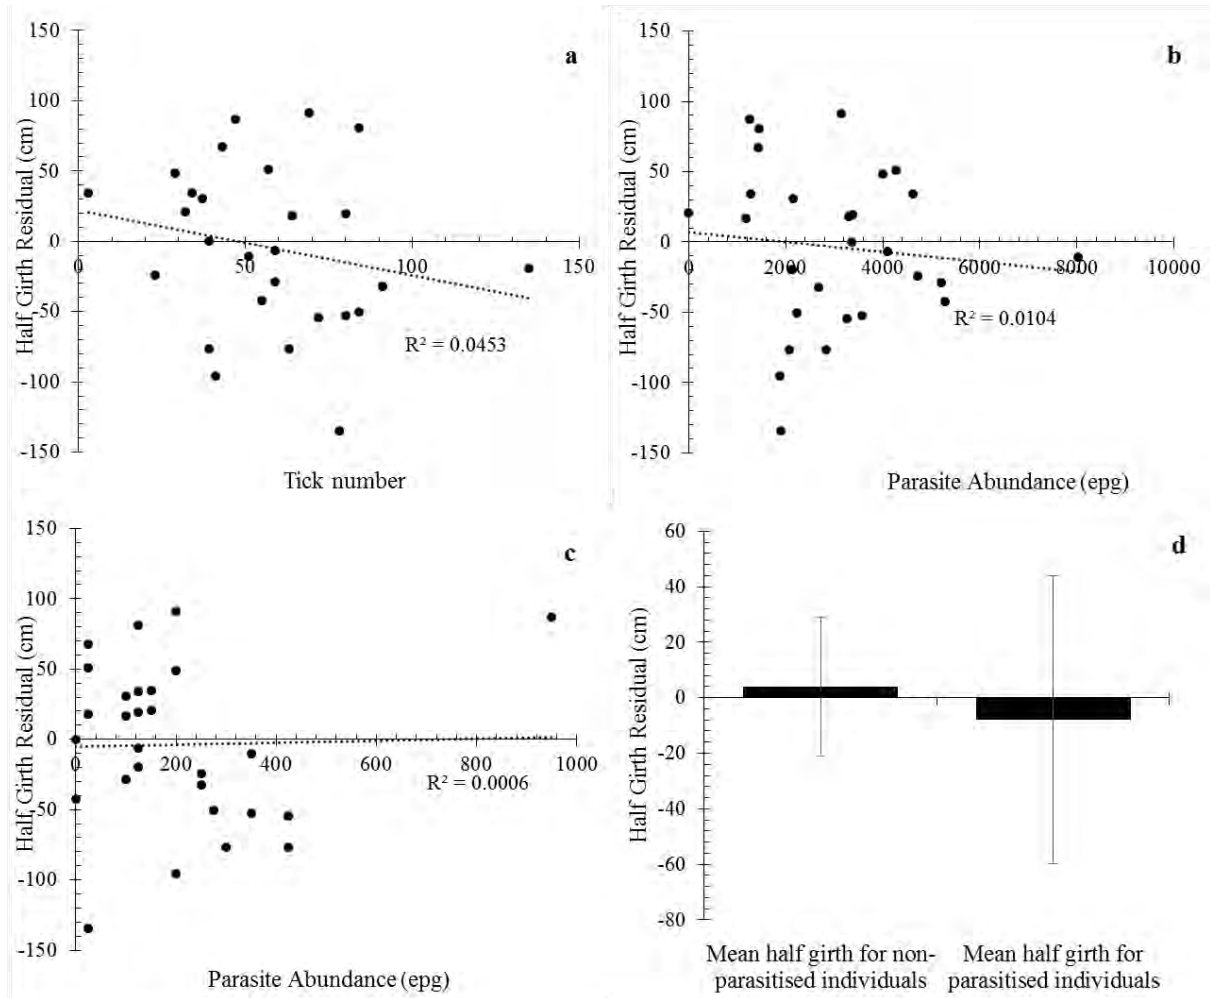 150
100
50
0
-50
-100
-150
0
50
100
150
Half Girth Residual (cm)
Tick number
a
R² = 0.0453
150
100
50
0
-50
-100
-150
0
2000
4000
6000
8000
10000
Half Girth Residual (cm)
Parasite Abundance (epg)
b
R² = 0.0104
150
100
50
0
-50
-100
-150
0
200
400
600
800
1000
Half Girth Residual (cm)
Parasite Abundance (epg)
c
R² = 0.0006
60
40
20
0
-20
-40
-60
-80
Half Girth Residual (cm)
d
Mean half girth for non-
parasitised individuals
Mean half girth for
parasitised individuals